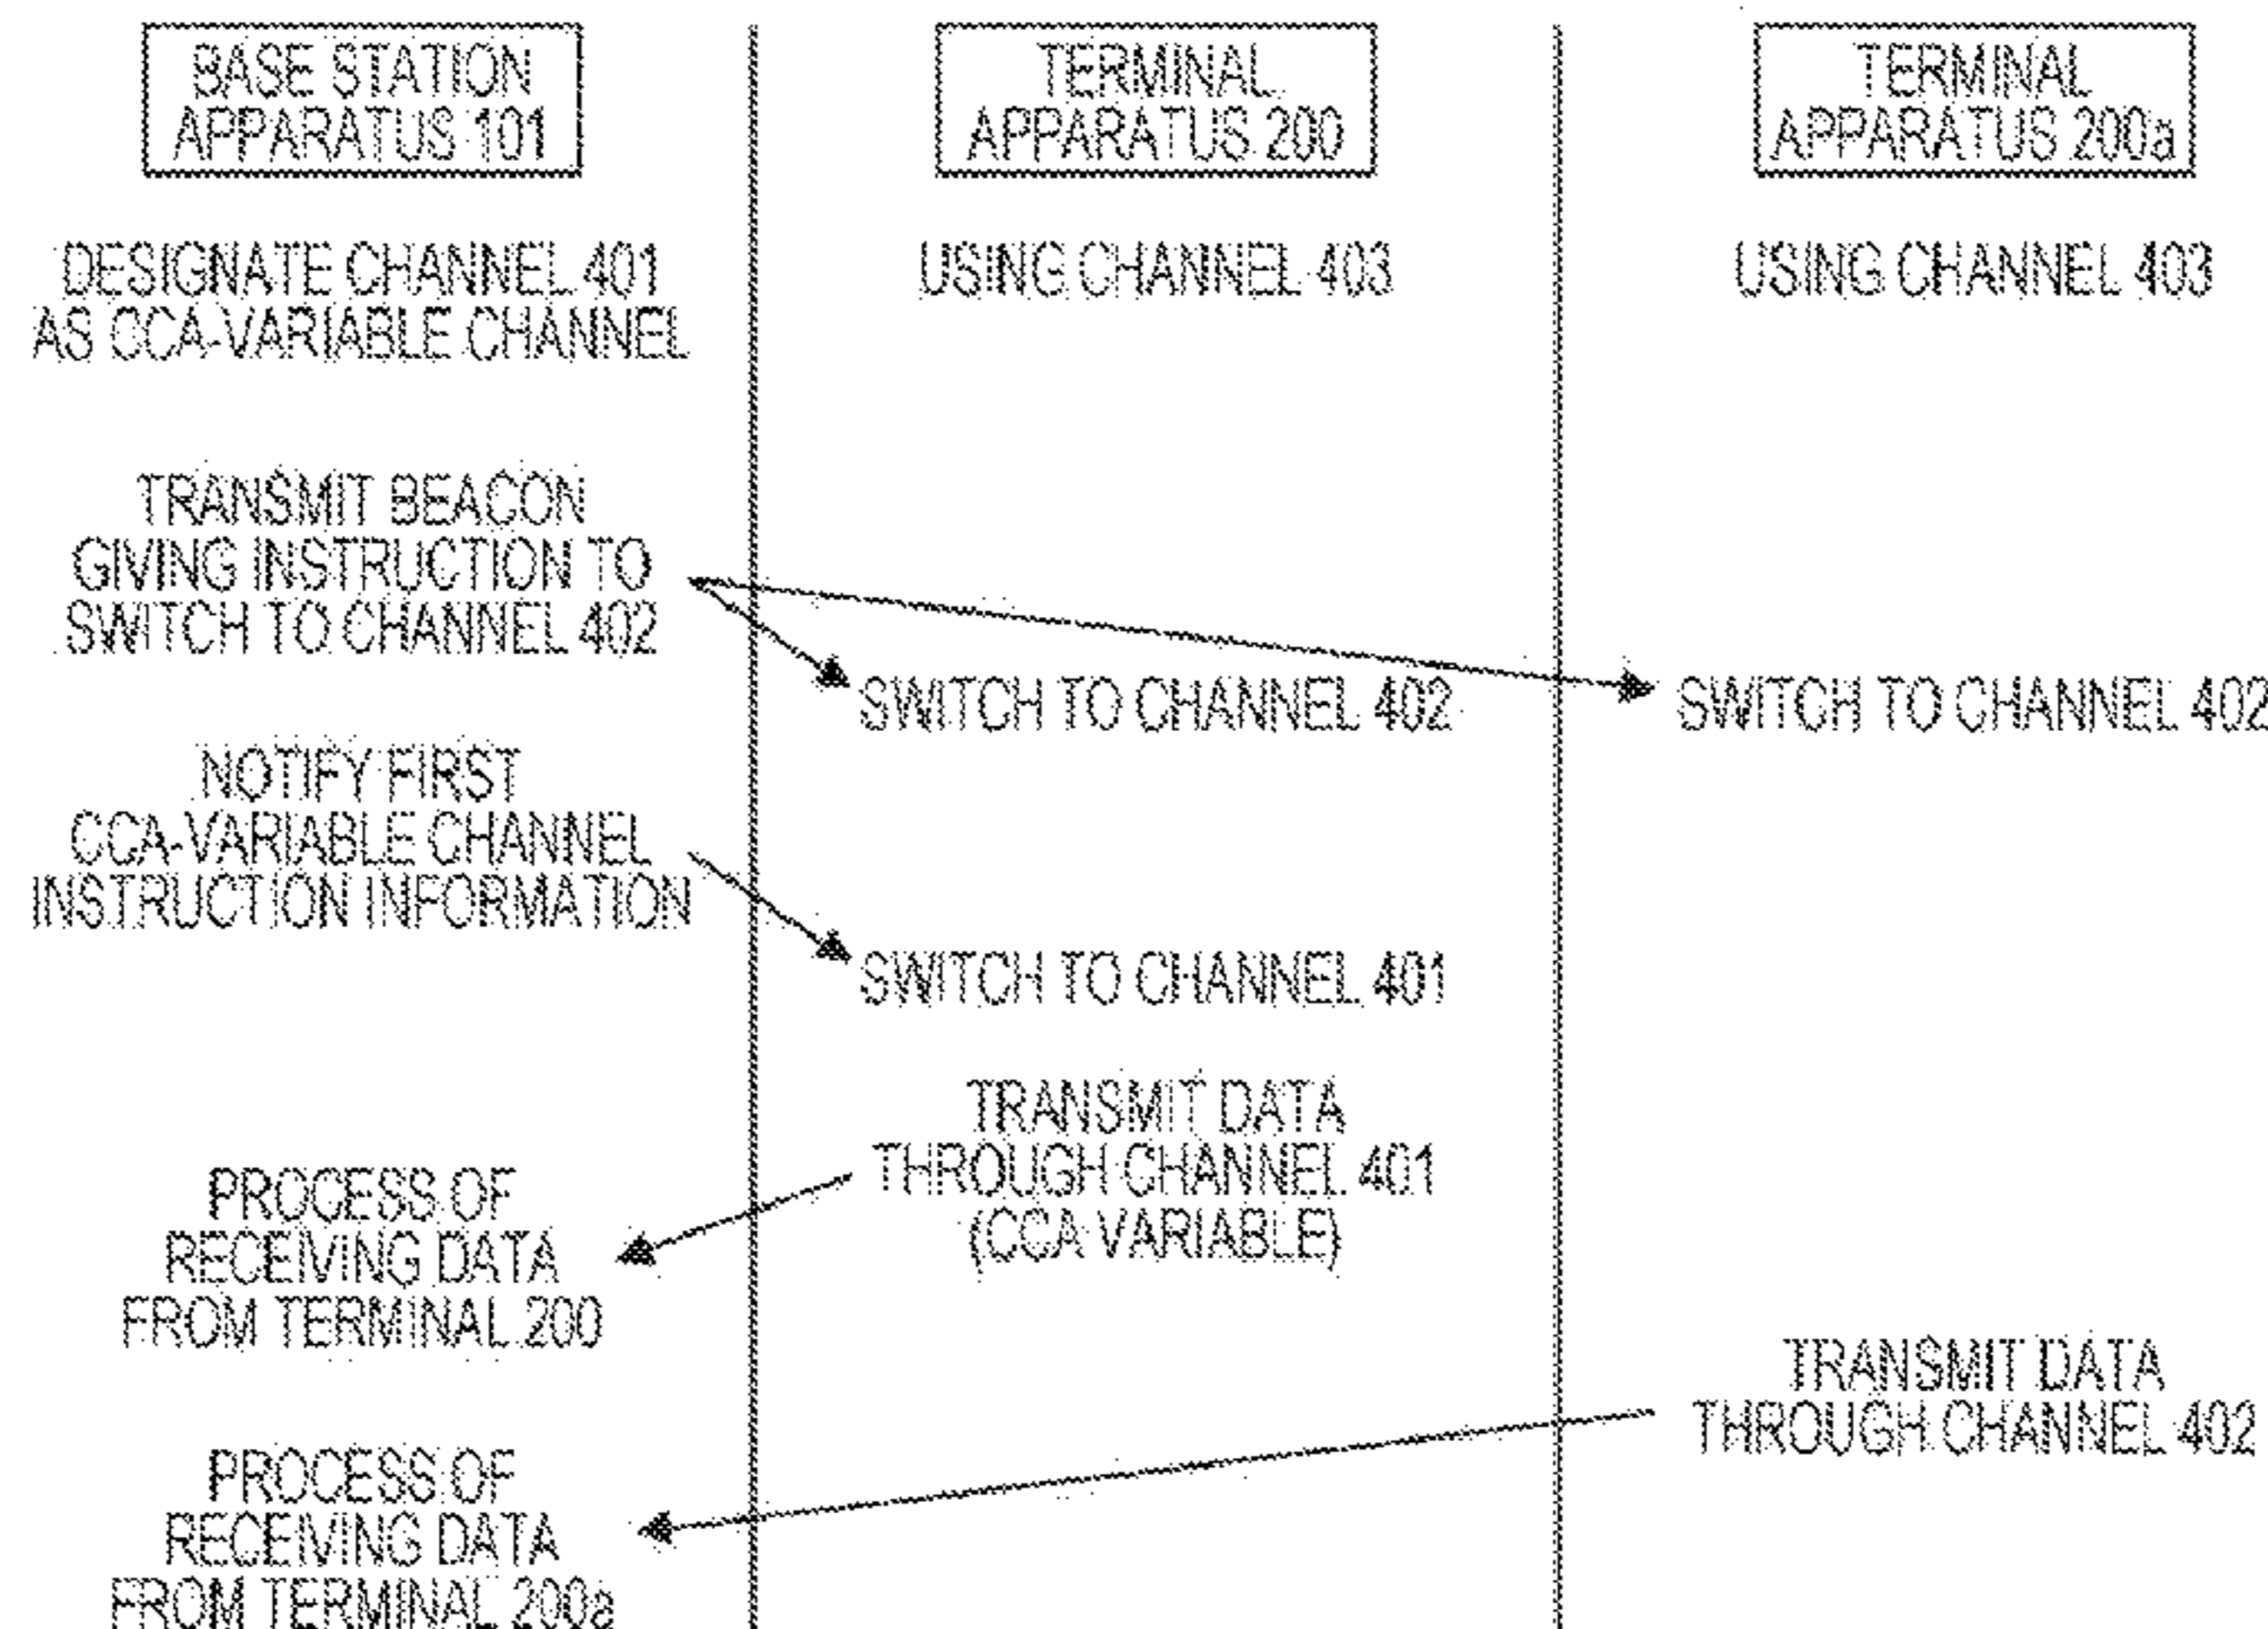 BASE STATION
APPARATUS 101
TERMINAL
APPARATUS 200
TERMINAL
APPARATUS 200a
DESIGNATE CHANNEL 401
AS CCA-VARIABLE CHANNEL
USING CHANNEL 403
USING CHANNEL 403
TRANSMIT BEACON
GIVING INSTRUCTION TO
SWITCH TO CHANNEL 402
SWITCH TO CHANNEL 402
SWITCH TO CHANNEL 402
NOTIFY FIRST
CCA-VARIABLE CHANNEL
INSTRUCTION INFORMATION
SWITCH TO CHANNEL 401
TRANSMIT DATA
THROUGH CHANNEL 401
(CCA VARIABLE)
PROCESS OF
RECEIVING DATA
FROM TERMINAL 200
TRANSMIT DATA
THROUGH CHANNEL 402
PROCESS OF
RECEIVING DATA
FROM TERMINAL 200a